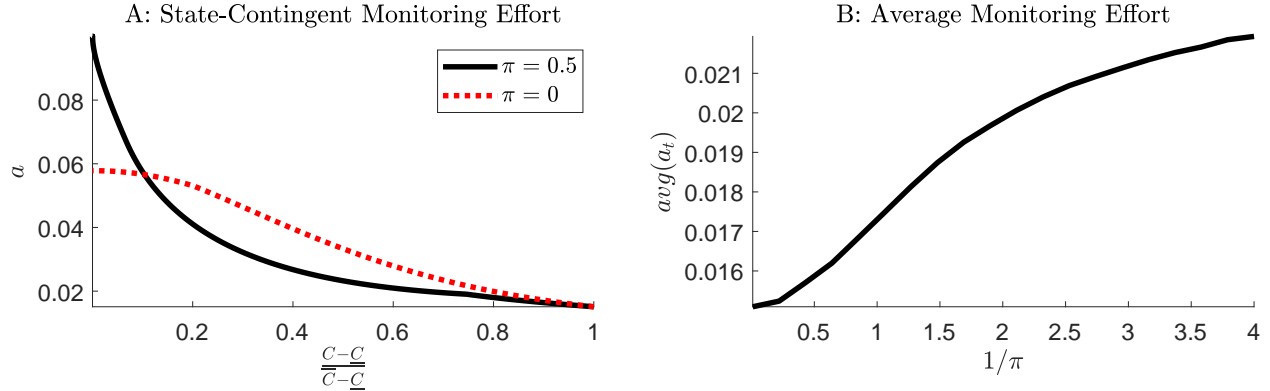 A: State-Contingent Monitoring Effort
a
0.08
0.06
0.04
0.02
π = 0.5
π = 0
0.2 0.4 0.6 0.8 1
C−C̲
C̅−C̲
B: Average Monitoring Effort
avg(a_t)
0.021
0.02
0.019
0.018
0.017
0.016
0.5 1 1.5 2 2.5 3 3.5 4
1/π